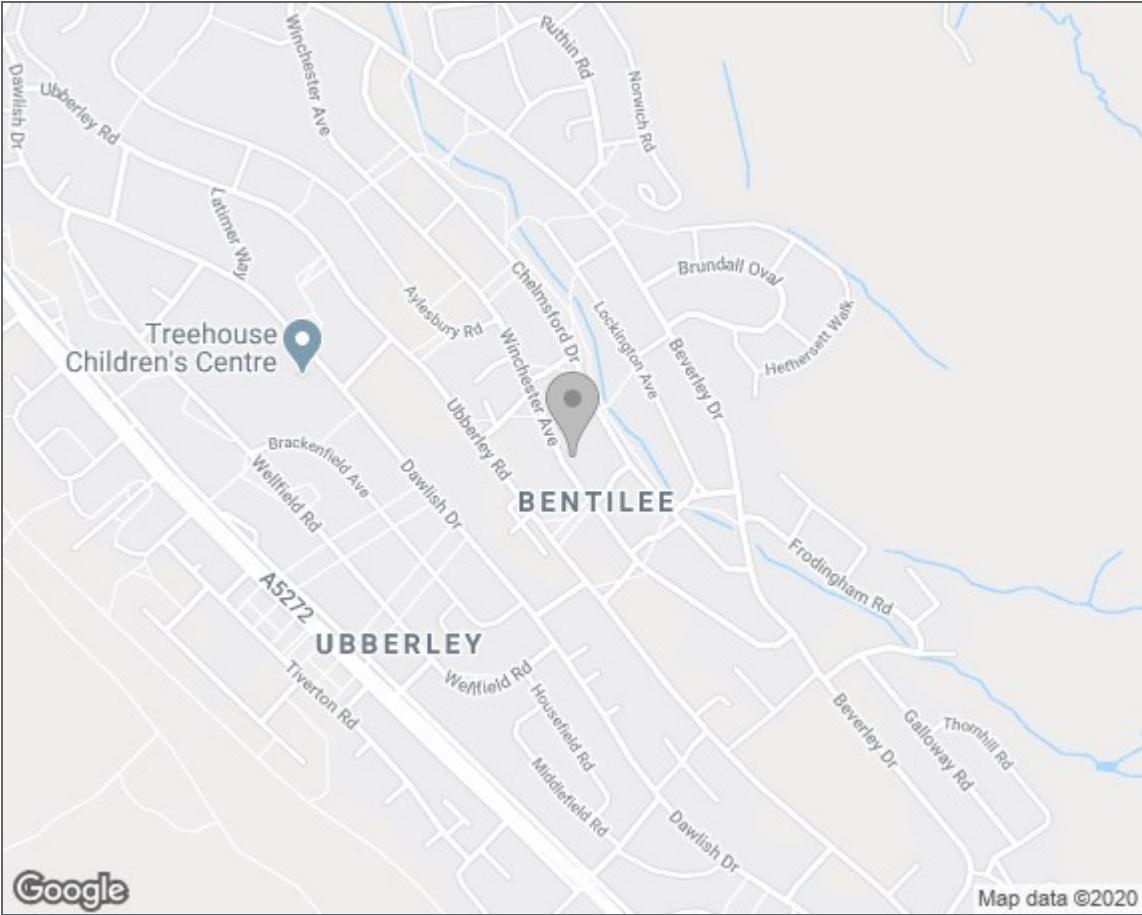 Winchester Ave
Ruthin Rd
Dawlish Dr
Ubberley Rd
Norwich Rd
Latimer Way
Brundall Oval
Chelmsford Dr
Aylesbury Rd
Lockington Ave
Hethersett Walk
Treehouse
Children's Centre
Winchester Ave
Beverley Dr
Ubberley Rd
Brackenfield Ave
Wellfield Rd
Dawlish Dr
BENTILEE
Frodingham Rd
A5272
UBBERLEY
Wellfield Rd
Tiverton Rd
Housefield Rd
Beverley Dr
Galloway Rd
Thornhill Rd
Middlefield Rd
Dawlish Dr
Google
Map data ©2020